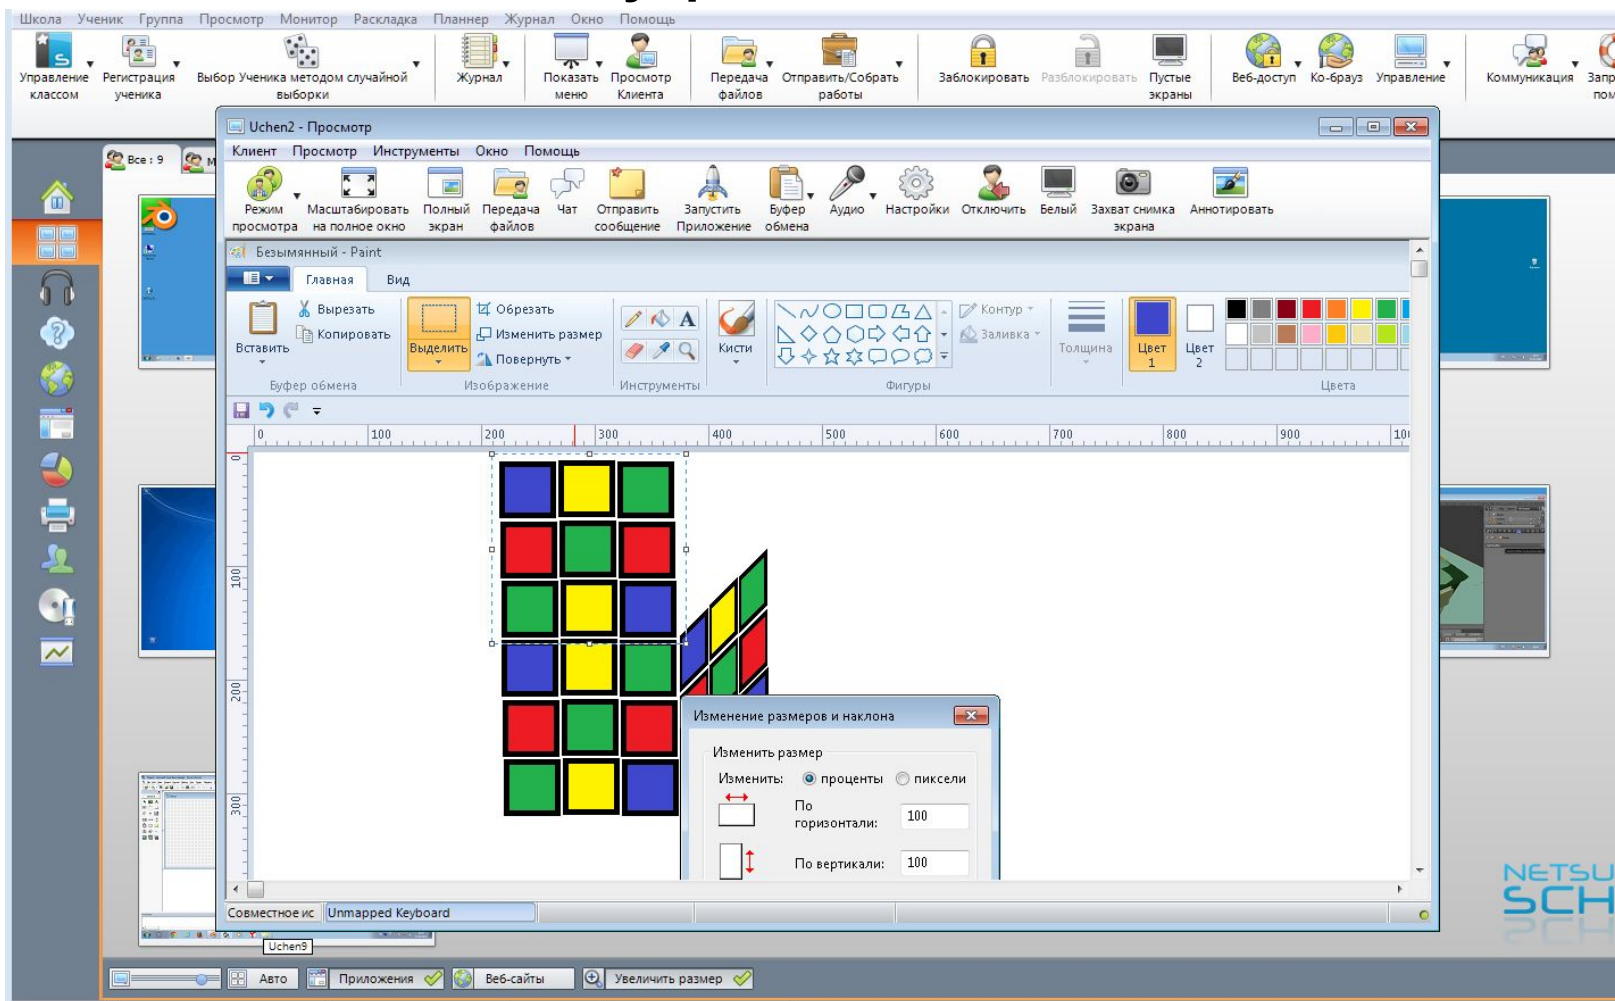 Школа Ученик Группа Просмотр Монитор Раскладка Планнер Журнал Окно Помощь
Управление классом
Регистрация ученика
Выбор Ученика методом случайной выборки
Журнал
Показать меню
Просмотр Клиента
Передача файлов
Отправить/Собрать работы
Заблокировать
Разблокировать
Пустые экраны
Веб-доступ
Ко-брауз
Управление
Коммуникация
Uchen2 - Просмотр
Все : 9
Клиент Просмотр Инструменты Окно Помощь
Режим просмотра
Масштабировать на полное окно
Полный экран
Передача файлов
Чат
Отправить сообщение
Запустить Приложение
Буфер обмена
Аудио
Настройки
Отключить
Белый
Захват снимка экрана
Аннотировать
Безымянный - Paint
Главная Вид
Вставить
Вырезать
Копировать
Буфер обмена
Выделить
Обрезать
Изменить размер
Повернуть
Изображение
A
Инструменты
Кисти
Контур
Заливка
Фигуры
Толщина
Цвет 1
Цвет 2
Цвета
0 100 200 300 400 500 600 700 800 900
0
100
200
300
Изменение размеров и наклона
Изменить размер
Изменить: проценты пиксели
По горизонтали: 100
По вертикали: 100
Совместное ис Unmapped Keyboard
Uchen9
Авто Приложения Веб-сайты Увеличить размер